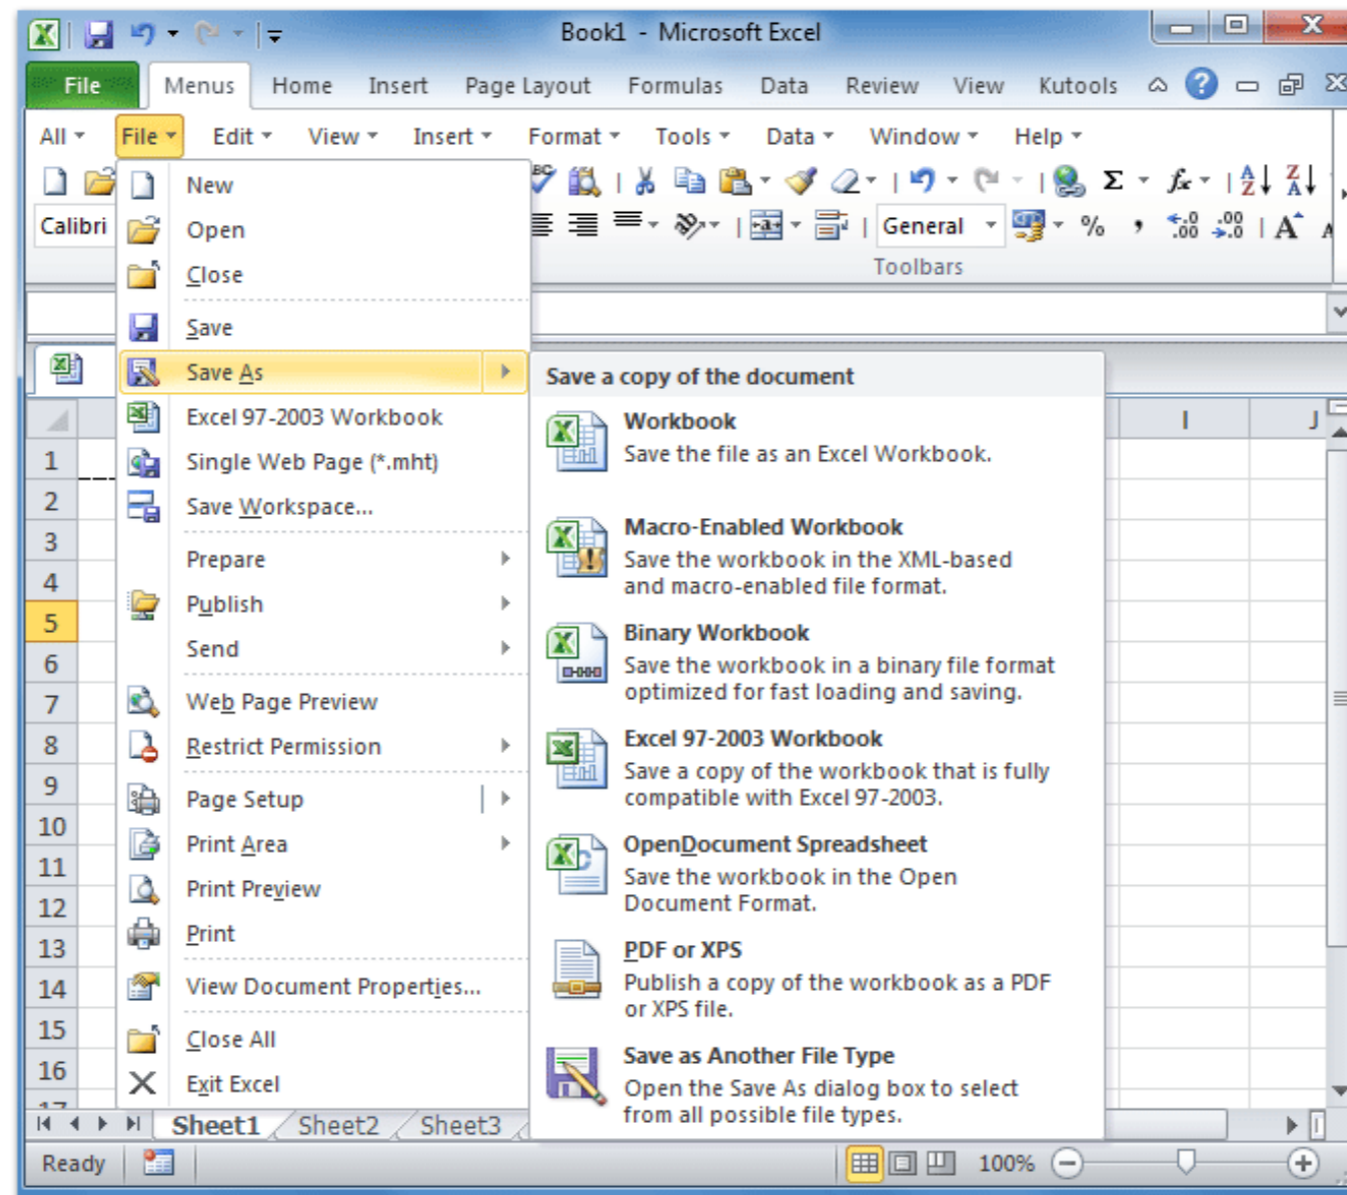 Book1 - Microsoft Excel
File Menus Home Insert Page Layout Formulas Data Review View Kutools
All File Edit View Insert Format Tools Data Window Help
Calibri General
Toolbars
New
Open
Close
Save
Save As
Excel 97-2003 Workbook
Single Web Page (*.mht)
Save Workspace...
Prepare
Publish
Send
Web Page Preview
Restrict Permission
Page Setup
Print Area
Print Preview
Print
View Document Properties...
Close All
Exit Excel
Save a copy of the document
Workbook
Save the file as an Excel Workbook.
Macro-Enabled Workbook
Save the workbook in the XML-based
and macro-enabled file format.
Binary Workbook
Save the workbook in a binary file format
optimized for fast loading and saving.
Excel 97-2003 Workbook
Save a copy of the workbook that is fully
compatible with Excel 97-2003.
OpenDocument Spreadsheet
Save the workbook in the Open
Document Format.
PDF or XPS
Publish a copy of the workbook as a PDF
or XPS file.
Save as Another File Type
Open the Save As dialog box to select
from all possible file types.
I J
1
2
3
4
5
6
7
8
9
10
11
12
13
14
15
16
17
Sheet1 Sheet2 Sheet3
Ready 100%